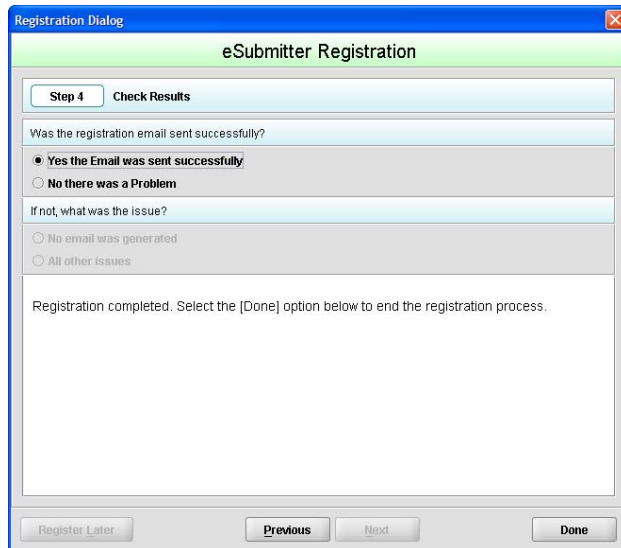 Registration Dialog
eSubmitter Registration
Step 4 Check Results
Was the registration email sent successfully?
Yes the Email was sent successfully
No there was a Problem
If not, what was the issue?
No email was generated
All other issues
Registration completed. Select the [Done] option below to end the registration process.
Register Later Previous Next Done